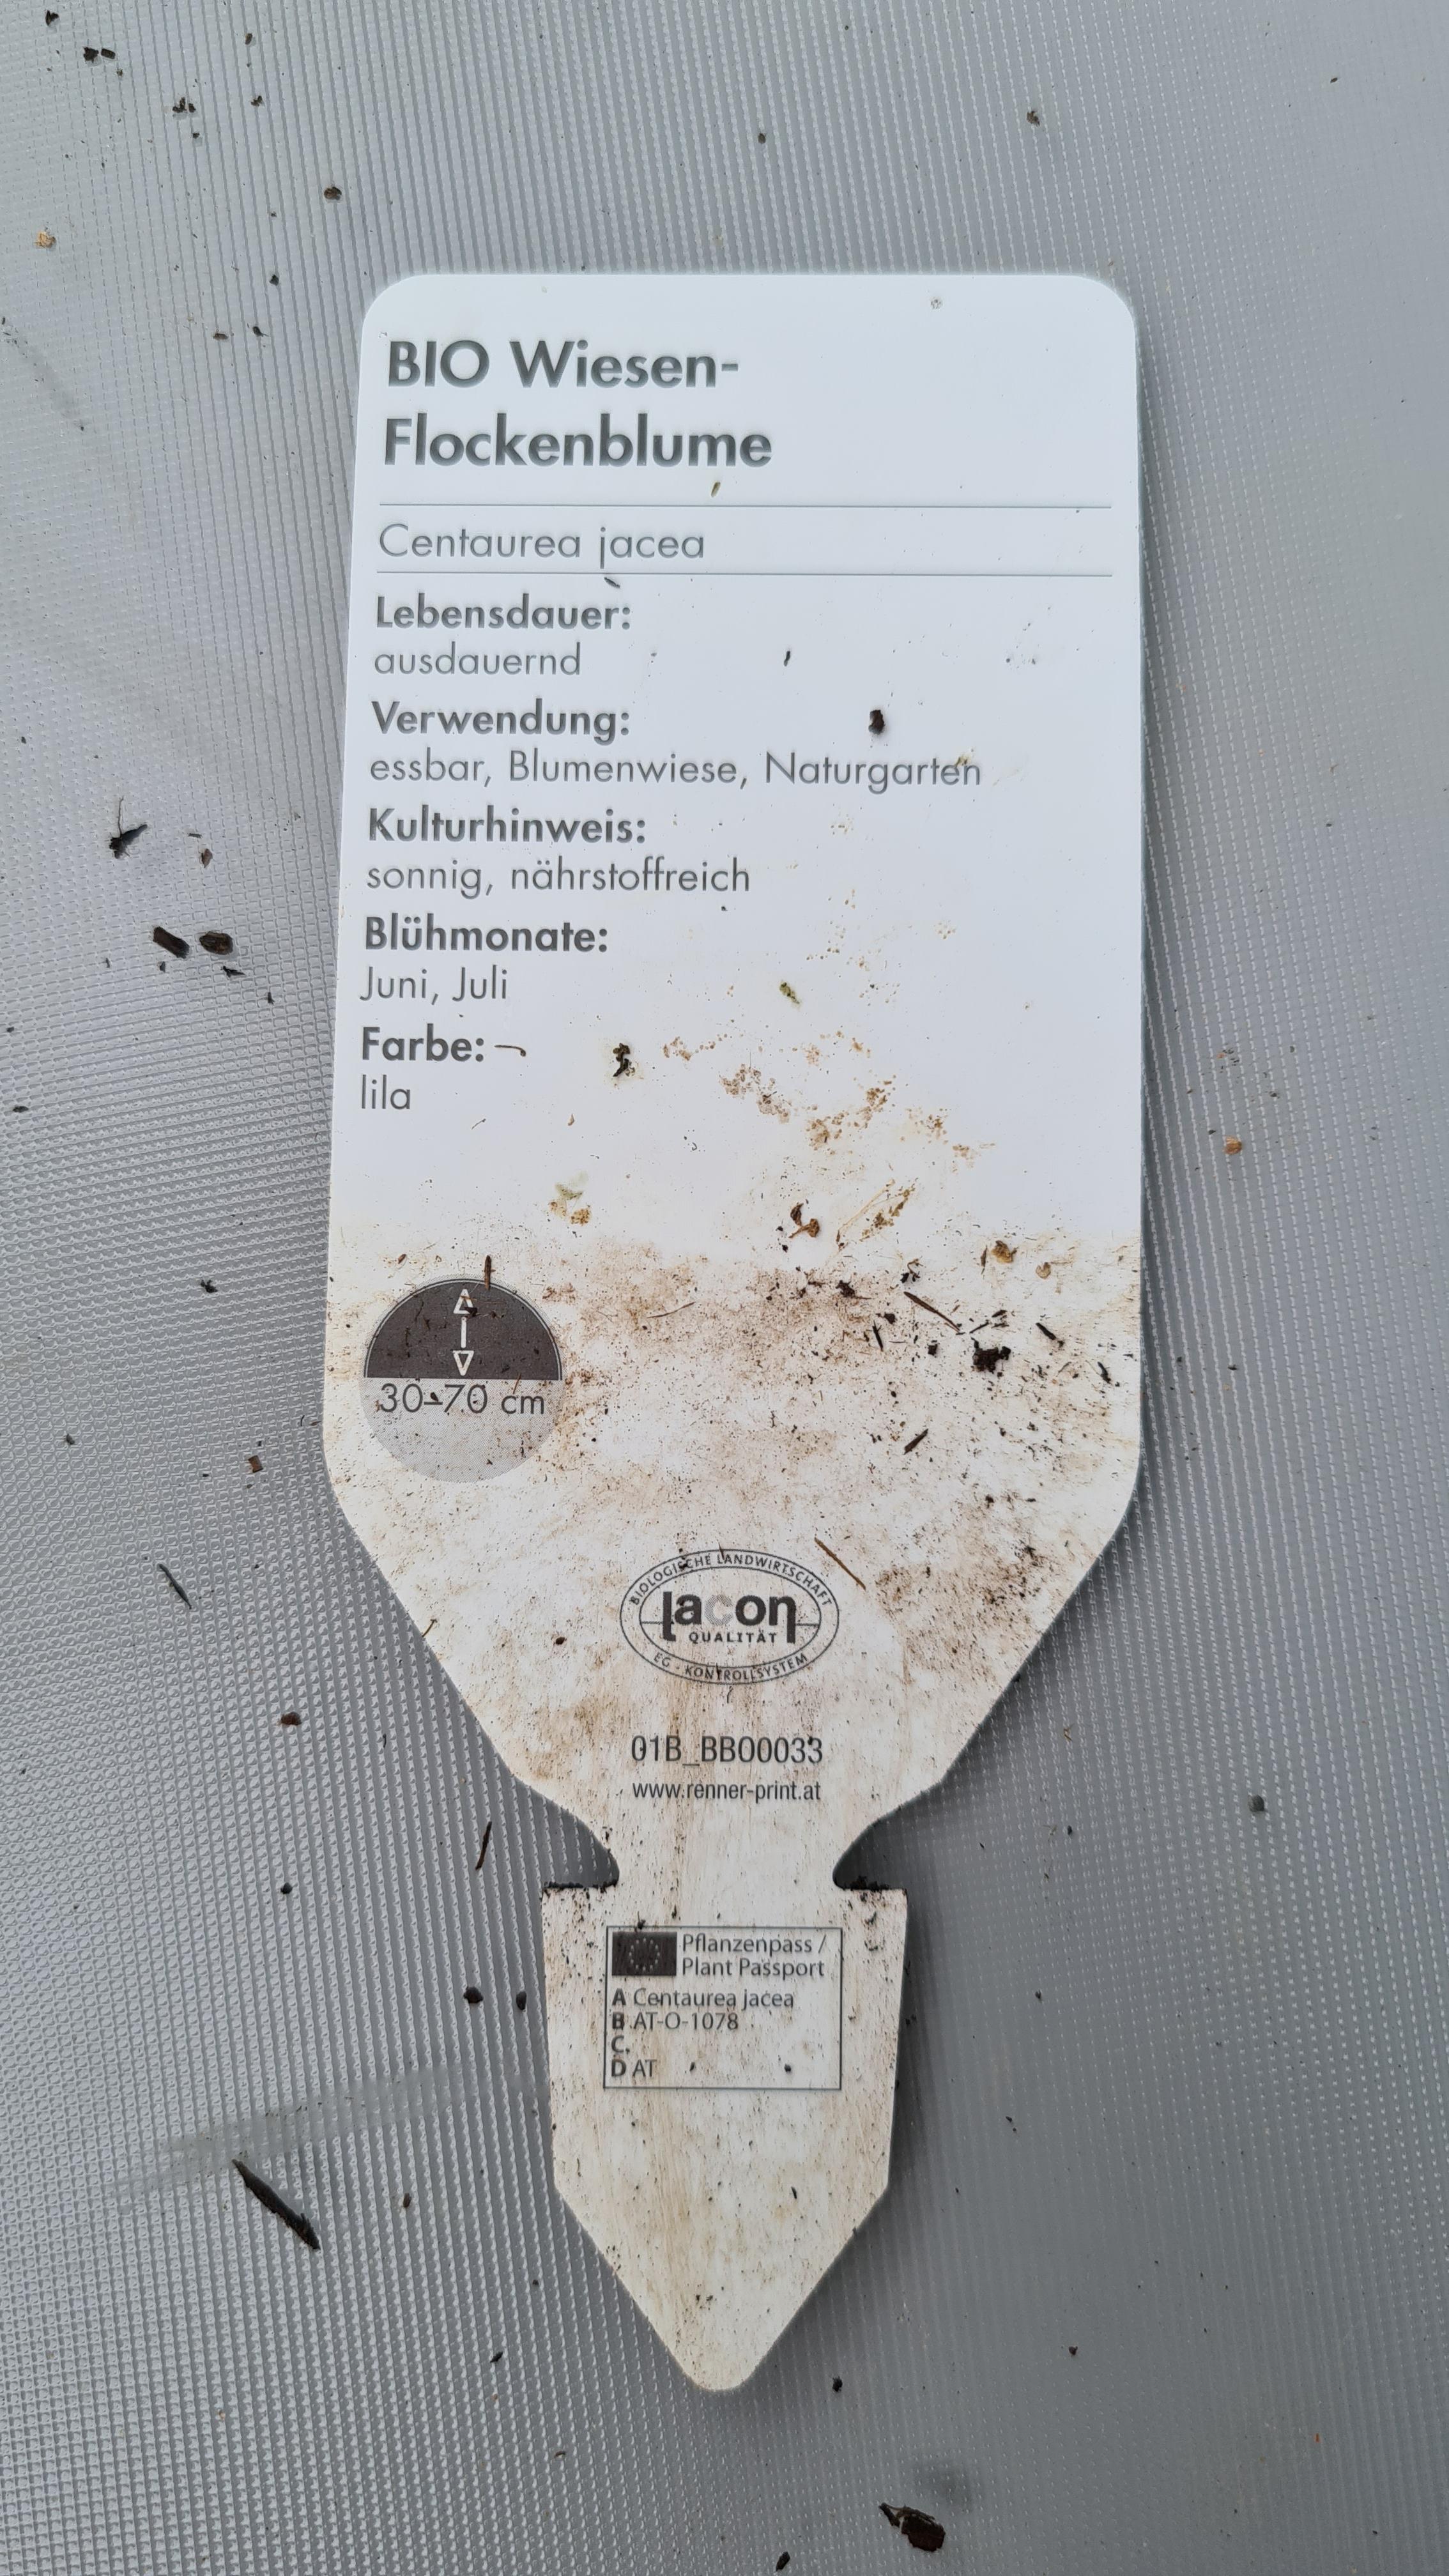 BIO Wiesen-
Flockenblume
Centaurea jacea
Lebensdauer:
ausdauernd
Verwendung:
essbar, Blumenwiese, Naturgarten
Kulturhinweis:
sonnig, nährstoffreich
Blühmonate:
Juni, Juli
Farbe:
lila
30-70 cm
BIOLOGISCHE LANDWIRTSCHAFT
lacon
QUALITÄT
EG - KONTROLLSYSTEM
01B_BBO0033
www.renner-print.at
Pflanzenpass /
Plant Passport
A Centaurea jacea
B AT-O-1078
C
D AT